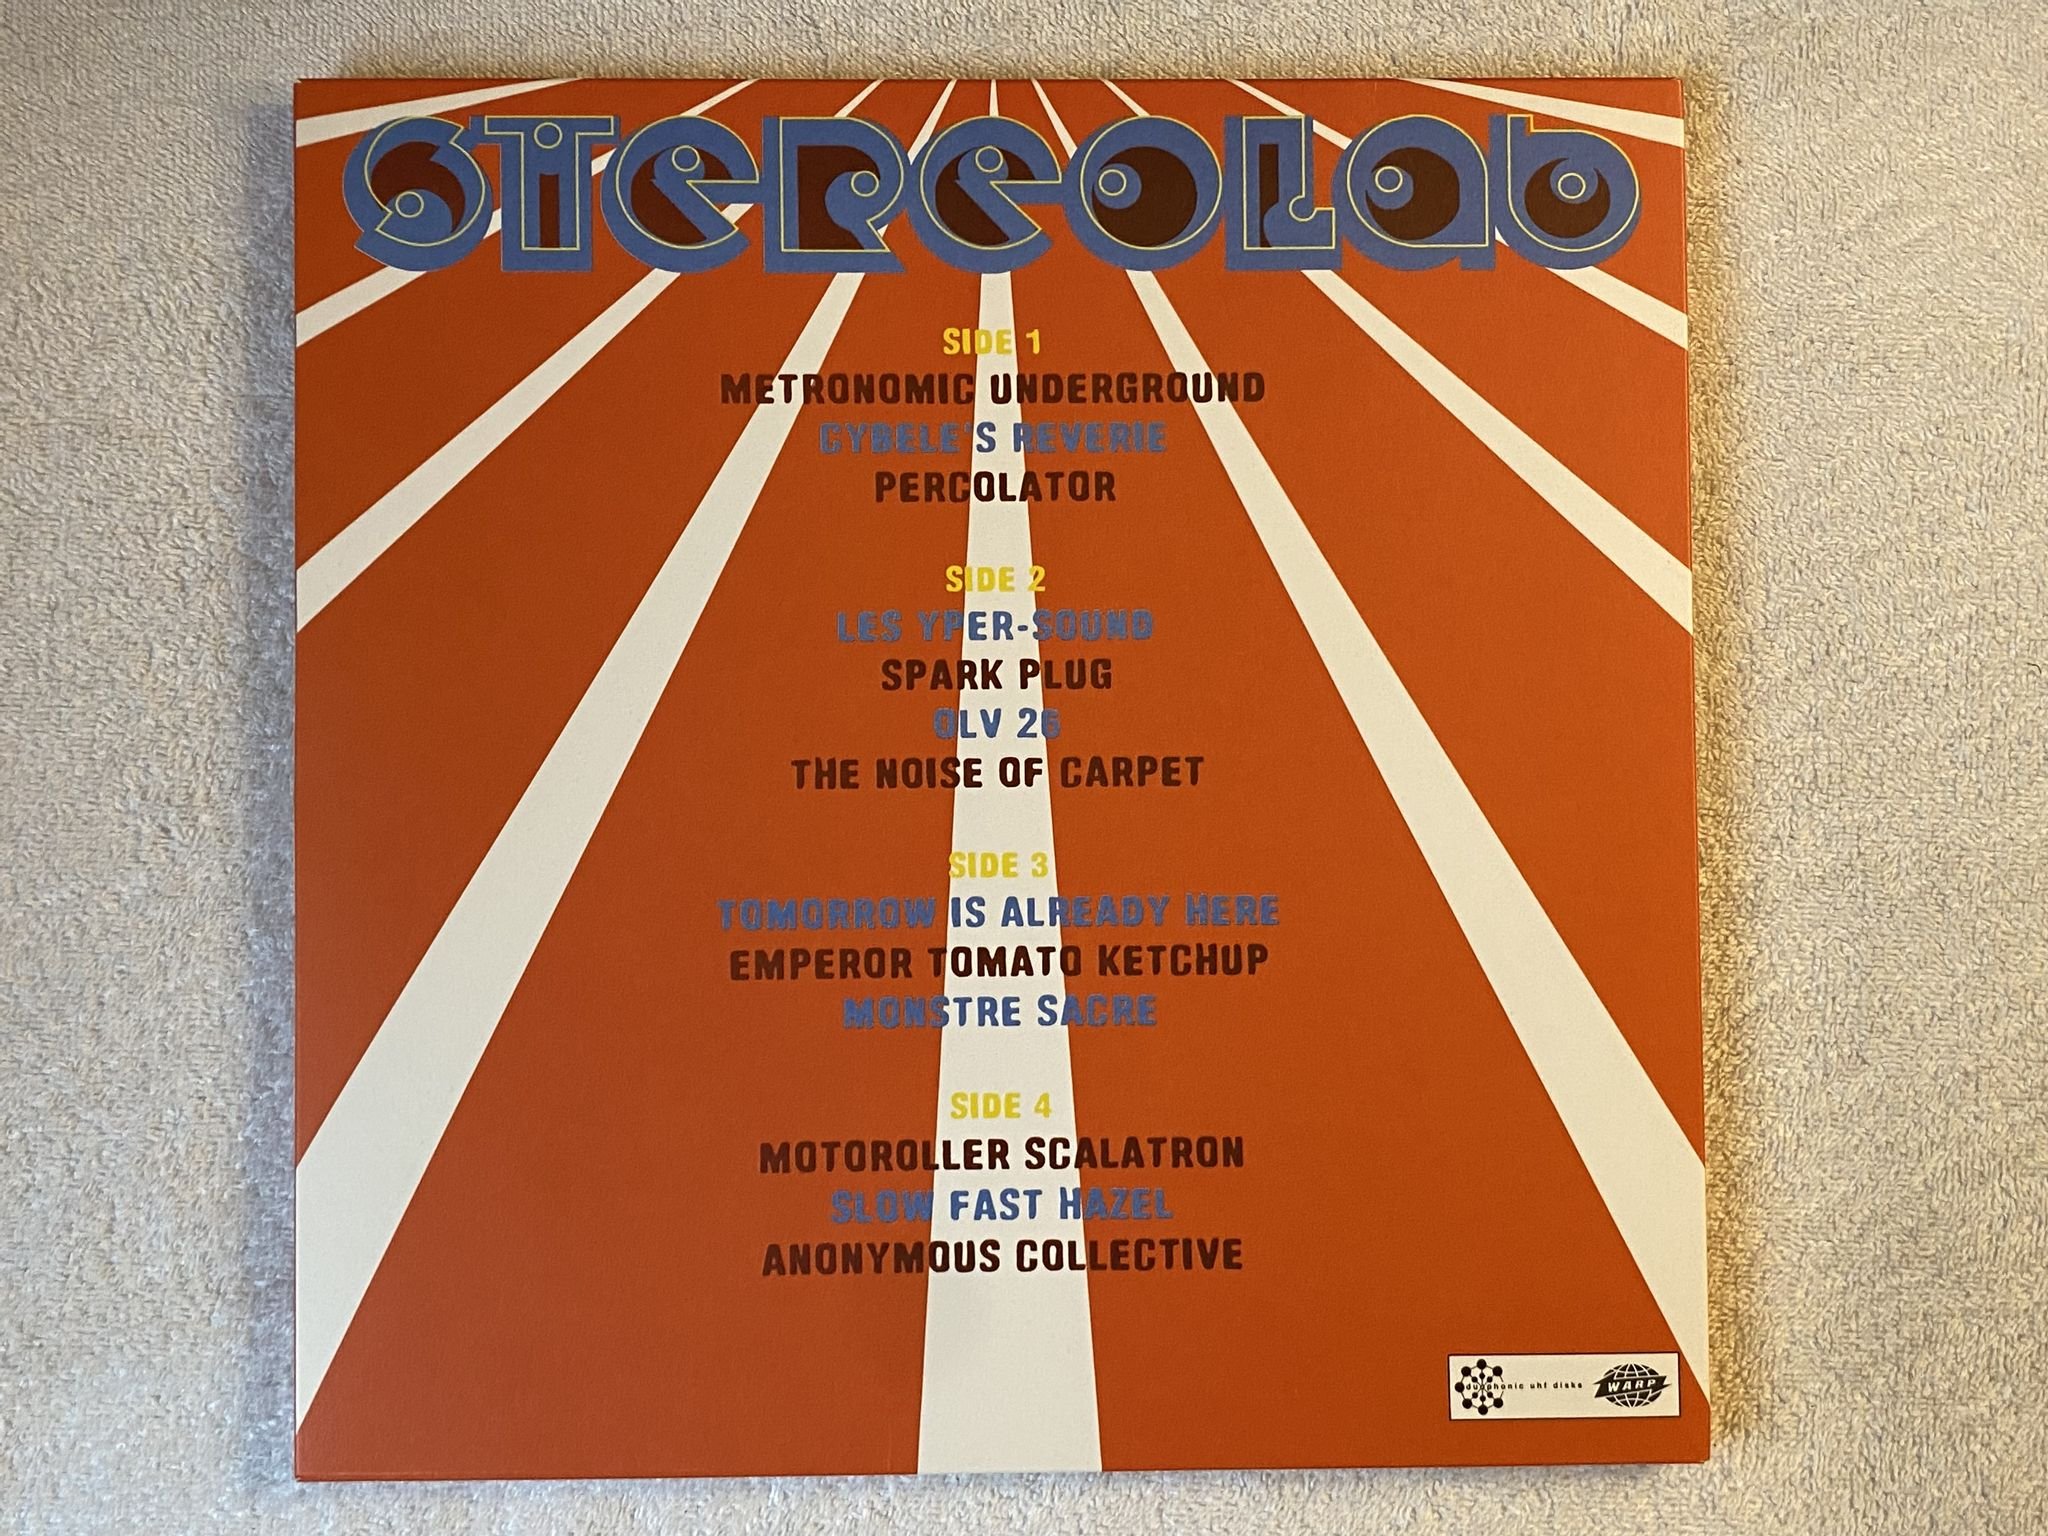 STEREOLAB
SIDE 1
METRONOMIC UNDERGROUND
CYBELE'S REVERIE
PERCOLATOR
SIDE 2
LES YPER-SOUND
SPARK PLUG
OLV 26
THE NOISE OF CARPET
SIDE 3
TOMORROW IS ALREADY HERE
EMPEROR TOMATO KETCHUP
MONSTRE SACRE
SIDE 4
MOTOROLLER SCALATRON
SLOW FAST HAZEL
ANONYMOUS COLLECTIVE
duophonic uhf disks
WARP